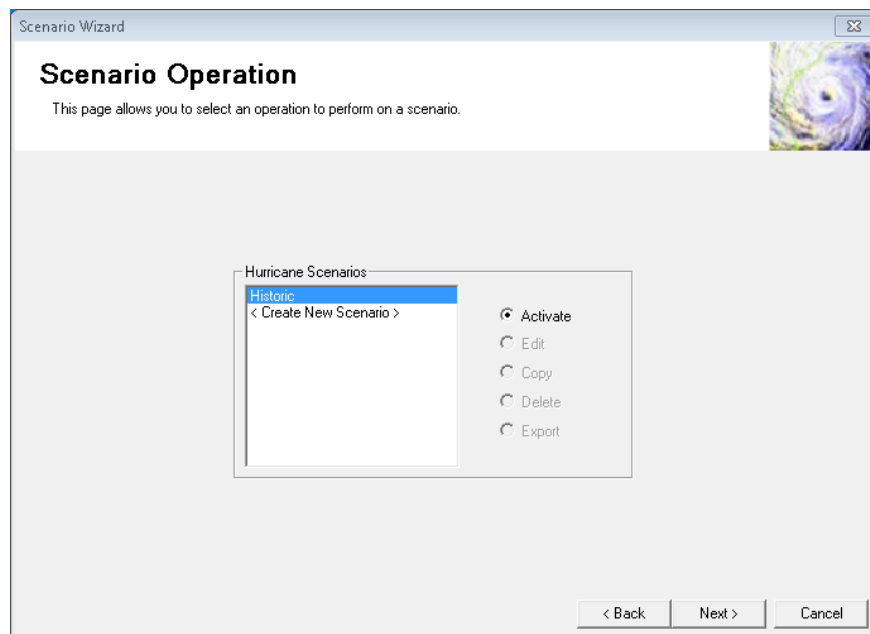 Scenario Wizard
Scenario Operation
This page allows you to select an operation to perform on a scenario.
Hurricane Scenarios
Historic
< Create New Scenario >
Activate
Edit
Copy
Delete
Export
< Back
Next >
Cancel